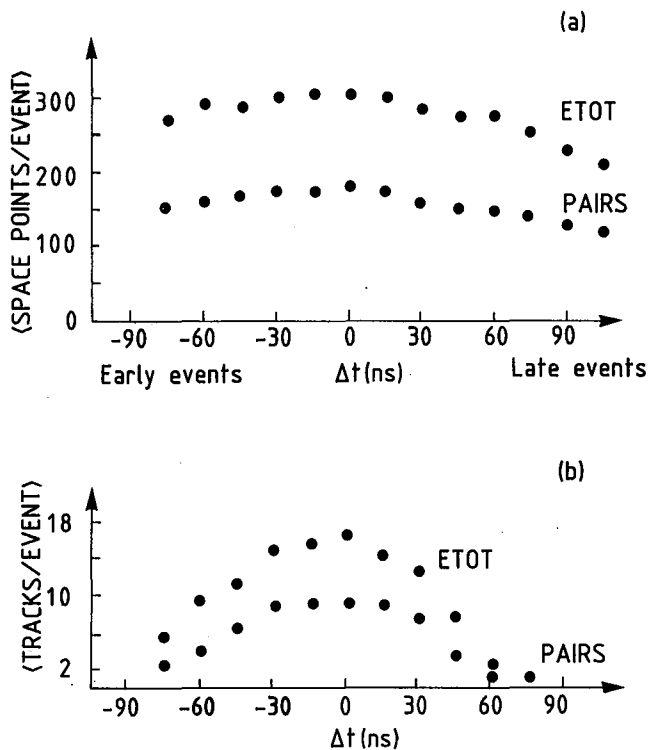 (a)
⟨SPACE POINTS/EVENT⟩
300
ETOT
200
PAIRS
100
0
-90 -60 -30 0 30 60 90
Early events Δt(ns) Late events
(b)
⟨TRACKS/EVENT⟩
18
ETOT
10
PAIRS
2
-90 -60 -30 0 30 60 90
Δt(ns)